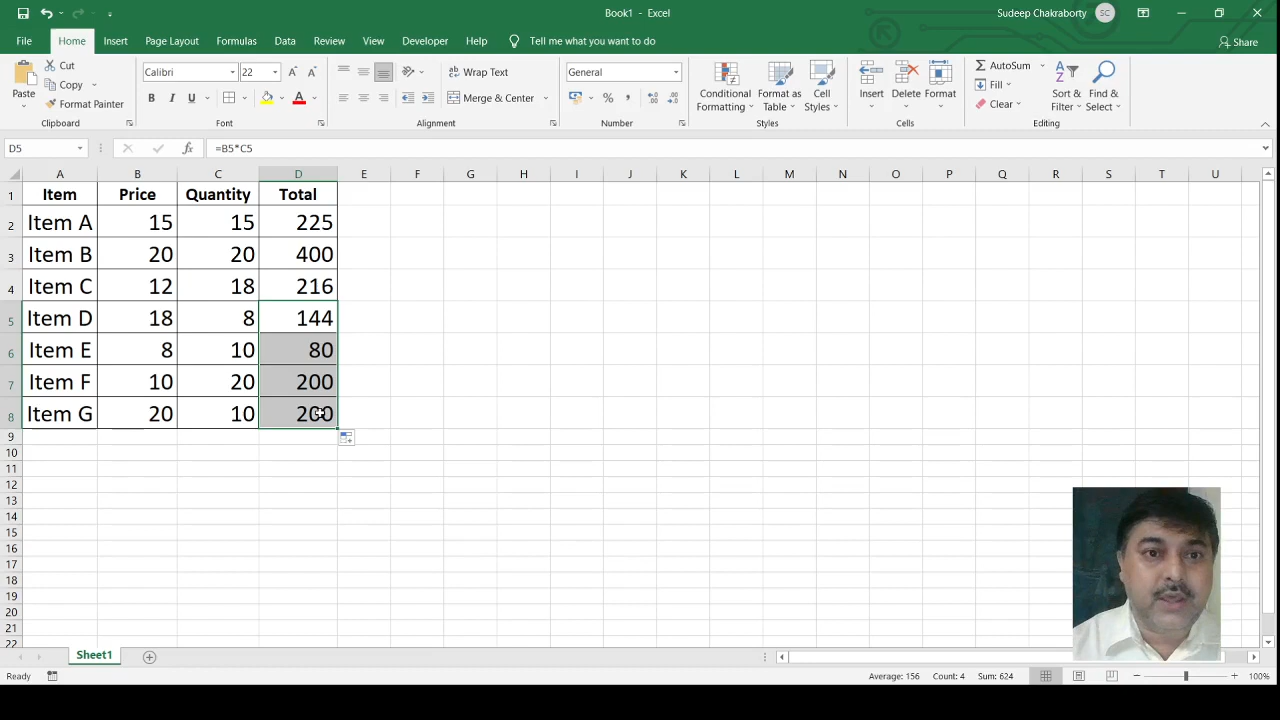 Book1 - Excel
Sudeep Chakraborty SC
File Home Insert Page Layout Formulas Data Review View Developer Help Tell me what you want to do Share
Paste Cut Copy Format Painter Clipboard
Calibri 22 B I U A Font
Wrap Text Merge & Center Alignment
General % , Number
Conditional Formatting Format as Table Cell Styles Styles
Insert Delete Format Cells
AutoSum Fill Clear Sort & Filter Find & Select Editing
D5 fx =B5*C5
A B C D E F G H I J K L M N O P Q R S T U
1 Item Price Quantity Total
2 Item A 15 15 225
3 Item B 20 20 400
4 Item C 12 18 216
5 Item D 18 8 144
6 Item E 8 10 80
7 Item F 10 20 200
8 Item G 20 10 200
9
10
11
12
13
14
15
16
17
18
19
20
21
22
Sheet1
Ready Average: 156 Count: 4 Sum: 624 100%